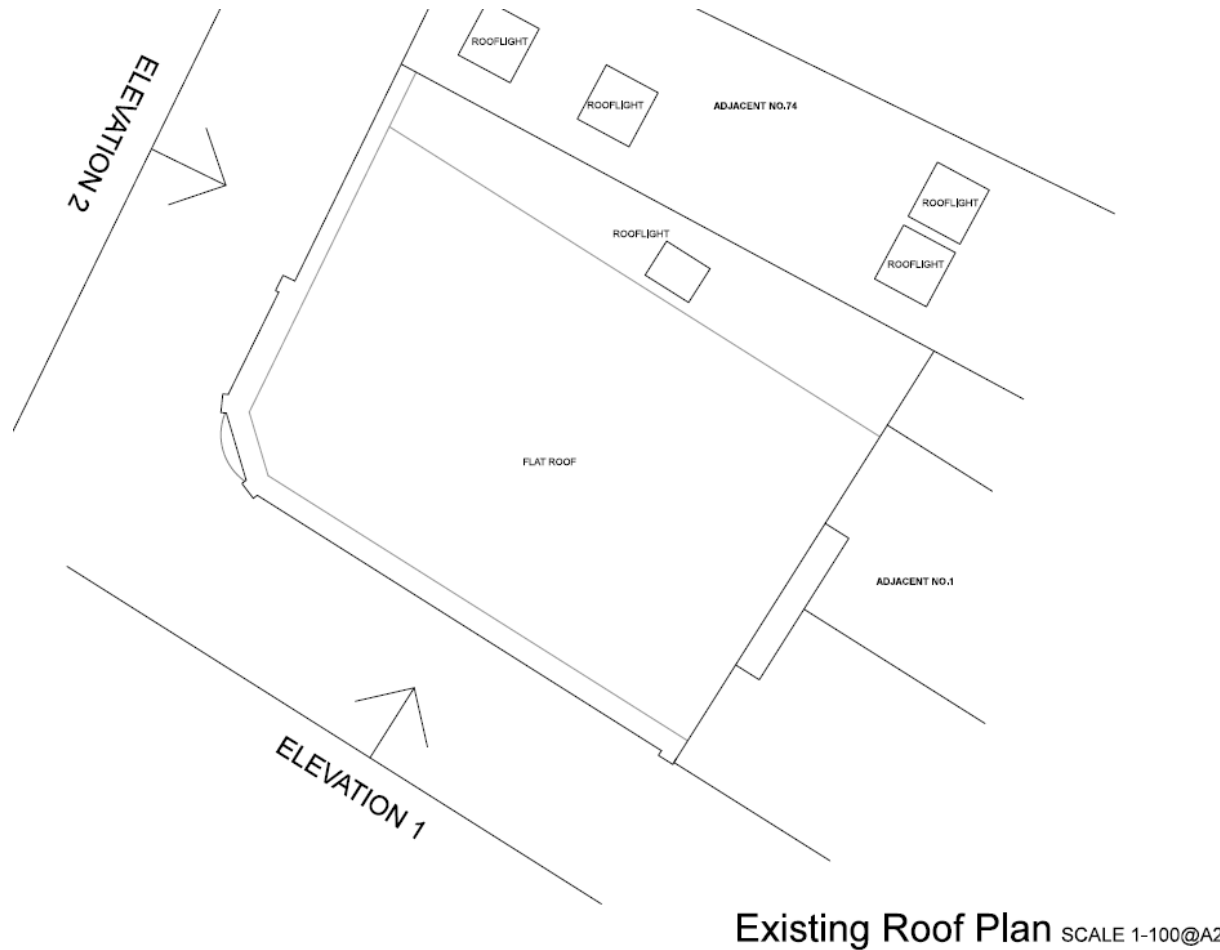 ROOFLIGHT
ELEVATION 2
ROOFLIGHT
ADJACENT NO.74
ROOFLIGHT
ROOFLIGHT
ROOFLIGHT
FLAT ROOF
ADJACENT NO.1
ELEVATION 1
Existing Roof Plan SCALE 1-100@A2